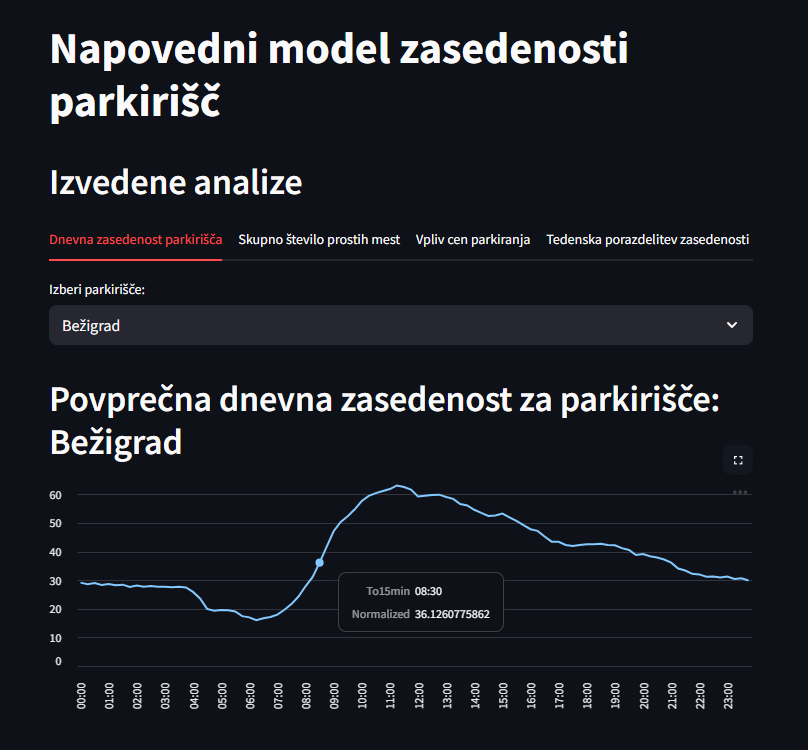 Napovedni model zasedenosti
parkirišč
Izvedene analize
Dnevna zasedenost parkirišča Skupno število prostih mest Vpliv cen parkiranja Tedenska porazdelitev zasedenosti
Izberi parkirišče:
Bežigrad
Povprečna dnevna zasedenost za parkirišče:
Bežigrad
60
50
40
30
20
10
0
To15min 08:30
Normalized 36.1260775862
00:00 01:00 02:00 03:00 04:00 05:00 06:00 07:00 08:00 09:00 10:00 11:00 12:00 13:00 14:00 15:00 16:00 17:00 18:00 19:00 20:00 21:00 22:00 23:00